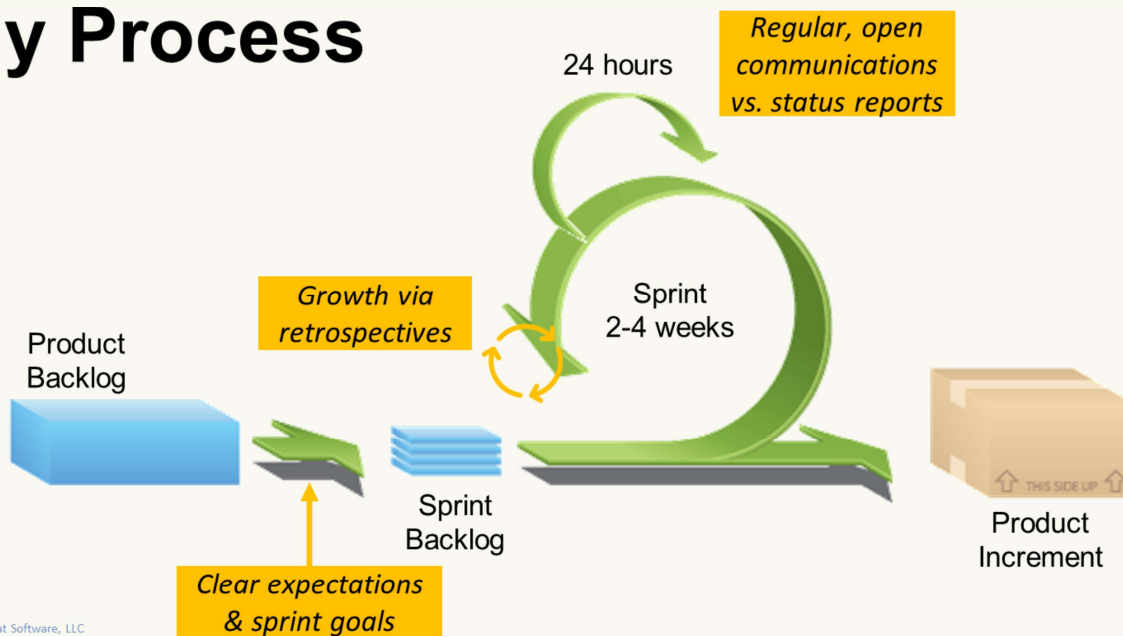 y Process
24 hours
Regular, open
communications
vs. status reports
Growth via
retrospectives
Sprint
2-4 weeks
Product
Backlog
Sprint
Backlog
THIS SIDE UP
Product
Increment
Clear expectations
& sprint goals
at Software, LLC